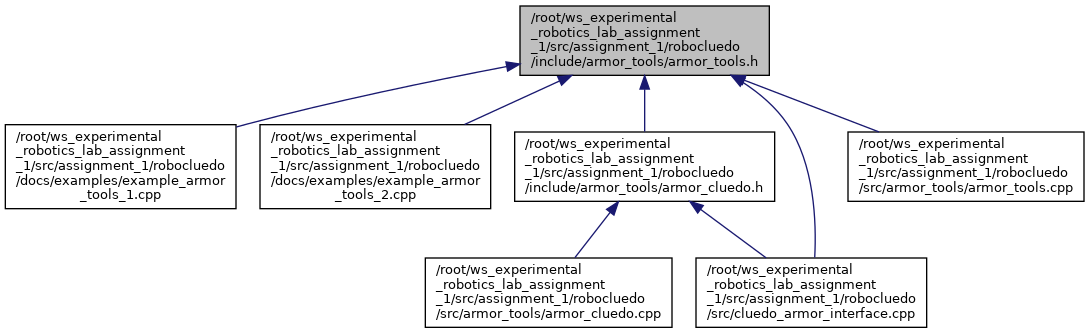 /root/ws_experimental
_robotics_lab_assignment
_1/src/assignment_1/robocluedo
/include/armor_tools/armor_tools.h
/root/ws_experimental
_robotics_lab_assignment
_1/src/assignment_1/robocluedo
/docs/examples/example_armor
_tools_1.cpp
/root/ws_experimental
_robotics_lab_assignment
_1/src/assignment_1/robocluedo
/docs/examples/example_armor
_tools_2.cpp
/root/ws_experimental
_robotics_lab_assignment
_1/src/assignment_1/robocluedo
/include/armor_tools/armor_cluedo.h
/root/ws_experimental
_robotics_lab_assignment
_1/src/assignment_1/robocluedo
/src/armor_tools/armor_tools.cpp
/root/ws_experimental
_robotics_lab_assignment
_1/src/assignment_1/robocluedo
/src/armor_tools/armor_cluedo.cpp
/root/ws_experimental
_robotics_lab_assignment
_1/src/assignment_1/robocluedo
/src/cluedo_armor_interface.cpp